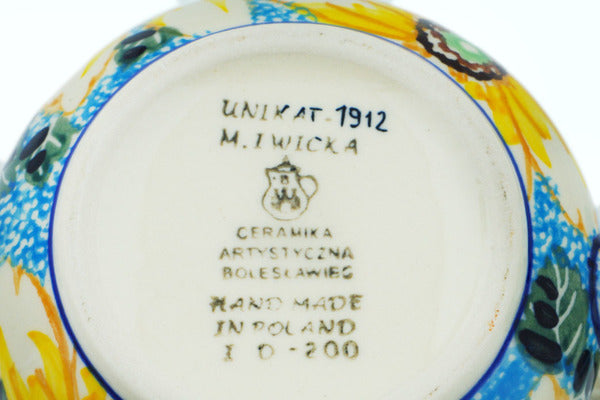 UNIKAT-1912
M. IWICKA
CERAMIKA
ARTYSTYCZNA
BOLESŁAWIEC
HAND MADE
IN POLAND
I D-200